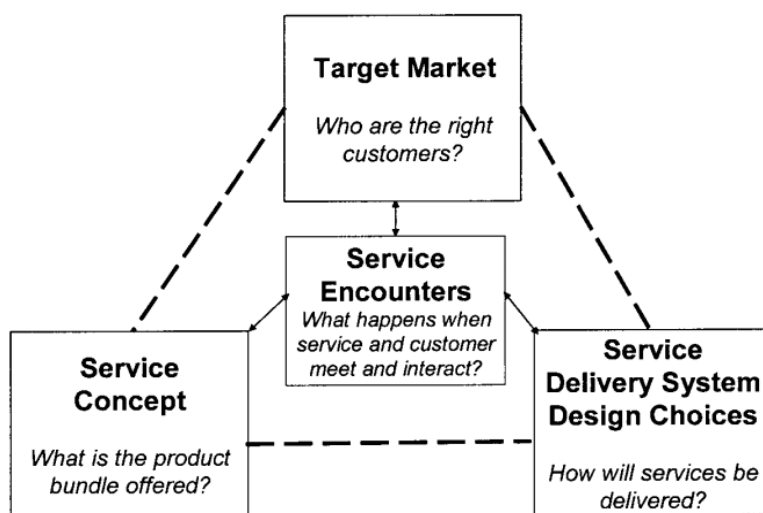 Target Market
Who are the right
customers?
Service
Encounters
What happens when
service and customer
meet and interact?
Service
Concept
What is the product
bundle offered?
Service
Delivery System
Design Choices
How will services be
delivered?